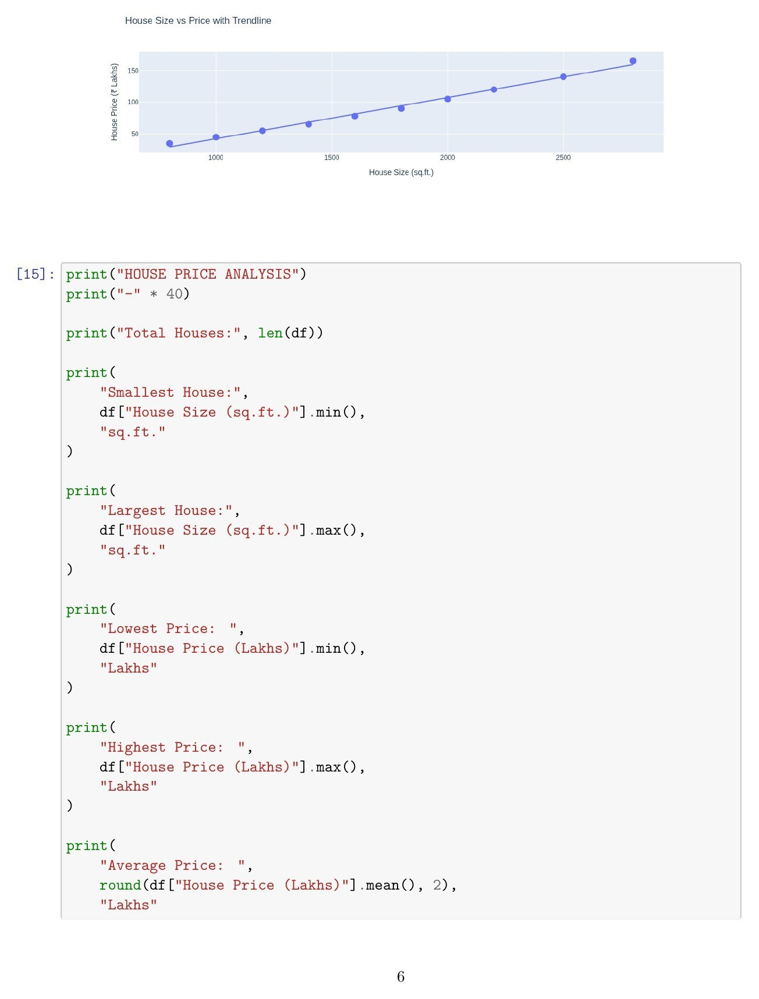 House Size vs Price with Trendline
House Price (₹ Lakhs)
150
100
50
1000 1500 2000 2500
House Size (sq.ft.)
[15]: print("HOUSE PRICE ANALYSIS")
print("-" * 40)
print("Total Houses:", len(df))
print(
    "Smallest House:",
    df["House Size (sq.ft.)"].min(),
    "sq.ft."
)
print(
    "Largest House:",
    df["House Size (sq.ft.)"].max(),
    "sq.ft."
)
print(
    "Lowest Price: ",
    df["House Price (Lakhs)"].min(),
    "Lakhs"
)
print(
    "Highest Price: ",
    df["House Price (Lakhs)"].max(),
    "Lakhs"
)
print(
    "Average Price: ",
    round(df["House Price (Lakhs)"].mean(), 2),
    "Lakhs"
6